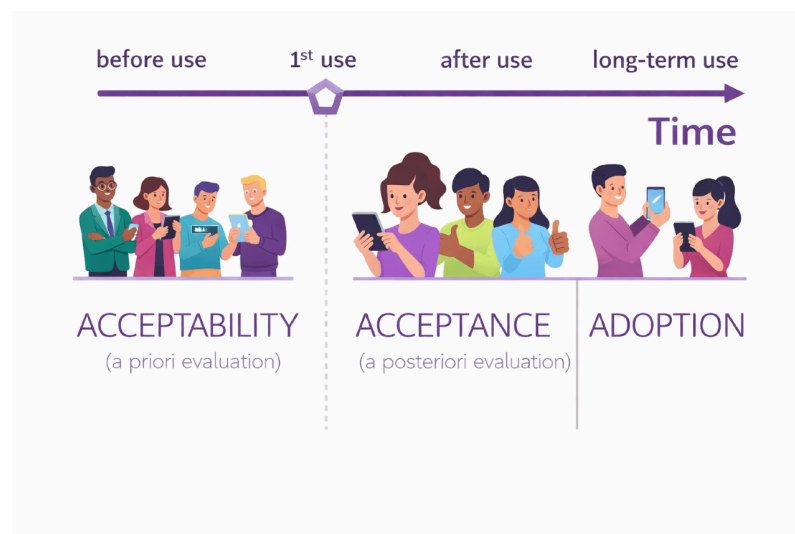 before use
1st use
after use
long-term use
Time
ACCEPTABILITY
(a priori evaluation)
ACCEPTANCE
(a posteriori evaluation)
ADOPTION